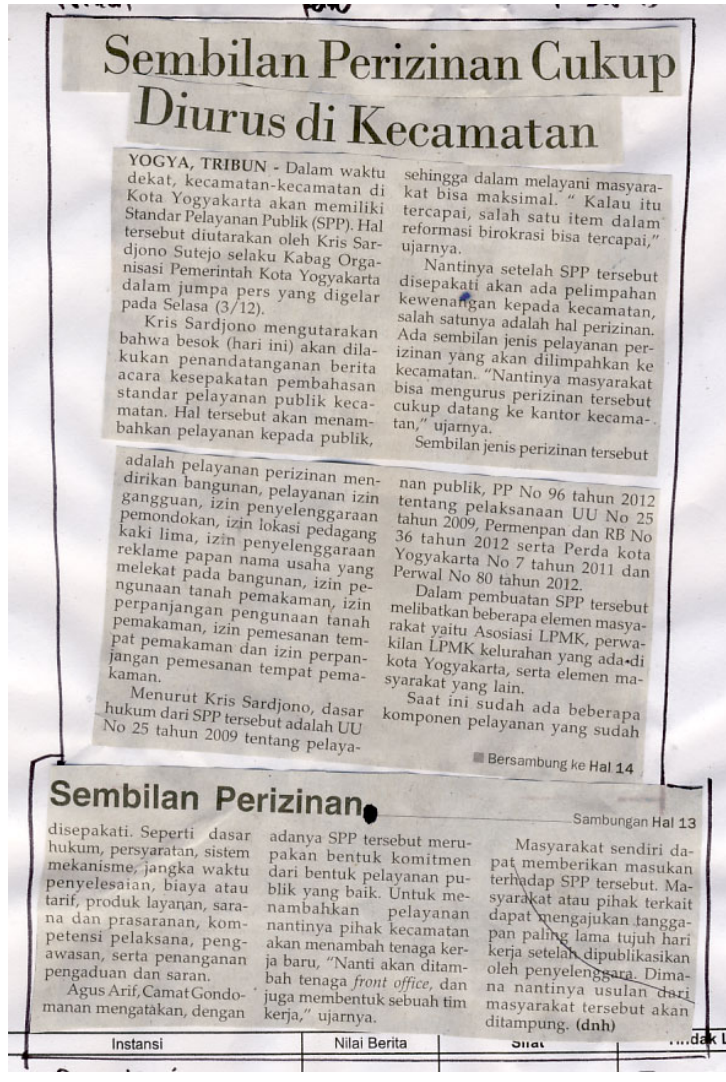 Sembilan Perizinan Cukup
Diurus di Kecamatan
YOGYA, TRIBUN - Dalam waktu
dekat, kecamatan-kecamatan di
Kota Yogyakarta akan memiliki
Standar Pelayanan Publik (SPP). Hal
tersebut diutarakan oleh Kris Sar-
djono Sutejo selaku Kabag Orga-
nisasi Pemerintah Kota Yogyakarta
dalam jumpa pers yang digelar
pada Selasa (3/12).
Kris Sardjono mengutarakan
bahwa besok (hari ini) akan dila-
kukan penandatanganan berita
acara kesepakatan pembahasan
standar pelayanan publik keca-
matan. Hal tersebut akan menam-
bahkan pelayanan kepada publik,
sehingga dalam melayani masyara-
kat bisa maksimal. " Kalau itu
tercapai, salah satu item dalam
reformasi birokrasi bisa tercapai,"
ujarnya.
Nantinya setelah SPP tersebut
disepakati akan ada pelimpahan
kewenangan kepada kecamatan,
salah satunya adalah hal perizinan.
Ada sembilan jenis pelayanan per-
izinan yang akan dilimpahkan ke
kecamatan. "Nantinya masyarakat
bisa mengurus perizinan tersebut
cukup datang ke kantor kecama-
tan," ujarnya.
Sembilan jenis perizinan tersebut
adalah pelayanan perizinan men-
dirikan bangunan, pelayanan izin
gangguan, izin penyelenggaraan
pemondokan, izin lokasi pedagang
kaki lima, izin penyelenggaraan
reklame papan nama usaha yang
melekat pada bangunan, izin pe-
ngunaan tanah pemakaman, izin
perpanjangan pengunaan tanah
pemakaman, izin pemesanan tem-
pat pemakaman dan izin perpan-
jangan pemesanan tempat pema-
kaman.
Menurut Kris Sardjono, dasar
hukum dari SPP tersebut adalah UU
No 25 tahun 2009 tentang pelaya-
nan publik, PP No 96 tahun 2012
tentang pelaksanaan UU No 25
tahun 2009, Permenpan dan RB No
36 tahun 2012 serta Perda kota
Yogyakarta No 7 tahun 2011 dan
Perwal No 80 tahun 2012.
Dalam pembuatan SPP tersebut
melibatkan beberapa elemen masya-
rakat yaitu Asosiasi LPMK, perwa-
kilan LPMK kelurahan yang ada di
kota Yogyakarta, serta elemen ma-
syarakat yang lain.
Saat ini sudah ada beberapa
komponen pelayanan yang sudah
Bersambung ke Hal 14
Sembilan Perizinan
Sambungan Hal 13
disepakati. Seperti dasar
hukum, persyaratan, sistem
mekanisme, jangka waktu
penyelesaian, biaya atau
tarif, produk layanan, sara-
na dan prasaranan, kom-
petensi pelaksana, peng-
awasan, serta penanganan
pengaduan dan saran.
Agus Arif, Camat Gondo-
manan mengatakan, dengan
adanya SPP tersebut meru-
pakan bentuk komitmen
dari bentuk pelayanan pu-
blik yang baik. Untuk me-
nambahkan pelayanan
nantinya pihak kecamatan
akan menambah tenaga ker-
ja baru, "Nanti akan ditam-
bah tenaga front office, dan
juga membentuk sebuah tim
kerja," ujarnya.
Masyarakat sendiri da-
pat memberikan masukan
terhadap SPP tersebut. Ma-
syarakat atau pihak terkait
dapat mengajukan tangga-
pan paling lama tujuh hari
kerja setelah dipublikasikan
oleh penyelenggara. Dima-
na nantinya usulan dari
masyarakat tersebut akan
ditampung. (dnh)
Instansi
Nilai Berita